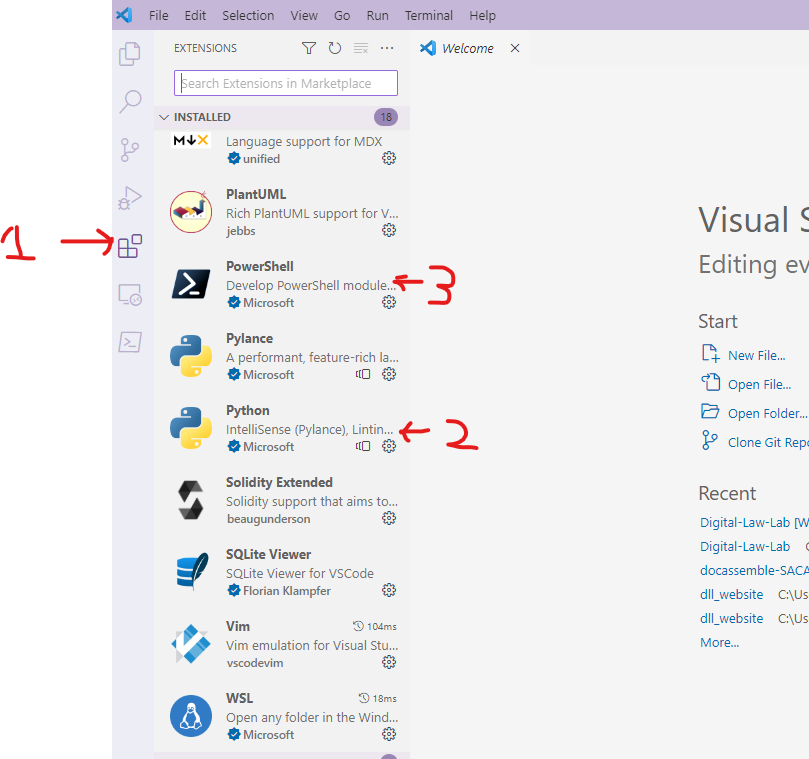 File Edit Selection View Go Run Terminal Help
EXTENSIONS
Welcome
Search Extensions in Marketplace
INSTALLED 18
M
Language support for MDX
unified
PlantUML
Rich PlantUML support for V...
jebbs
1
PowerShell
Develop PowerShell module...
3
Microsoft
Pylance
A performant, feature-rich la...
Microsoft
Python
IntelliSense (Pylance), Lintin...
2
Microsoft
Solidity Extended
Solidity support that aims to...
beaugunderson
SQLite Viewer
SQLite Viewer for VSCode
Florian Klampfer
Vim 104ms
Vim emulation for Visual Stu...
vscodevim
WSL 18ms
Open any folder in the Wind...
Microsoft
Visual S
Editing ev
Start
New File...
Open File...
Open Folder...
Clone Git Repo
Recent
Digital-Law-Lab [W
Digital-Law-Lab C
docassemble-SACA
dll_website C:\Us
dll_website C:\Us
More...